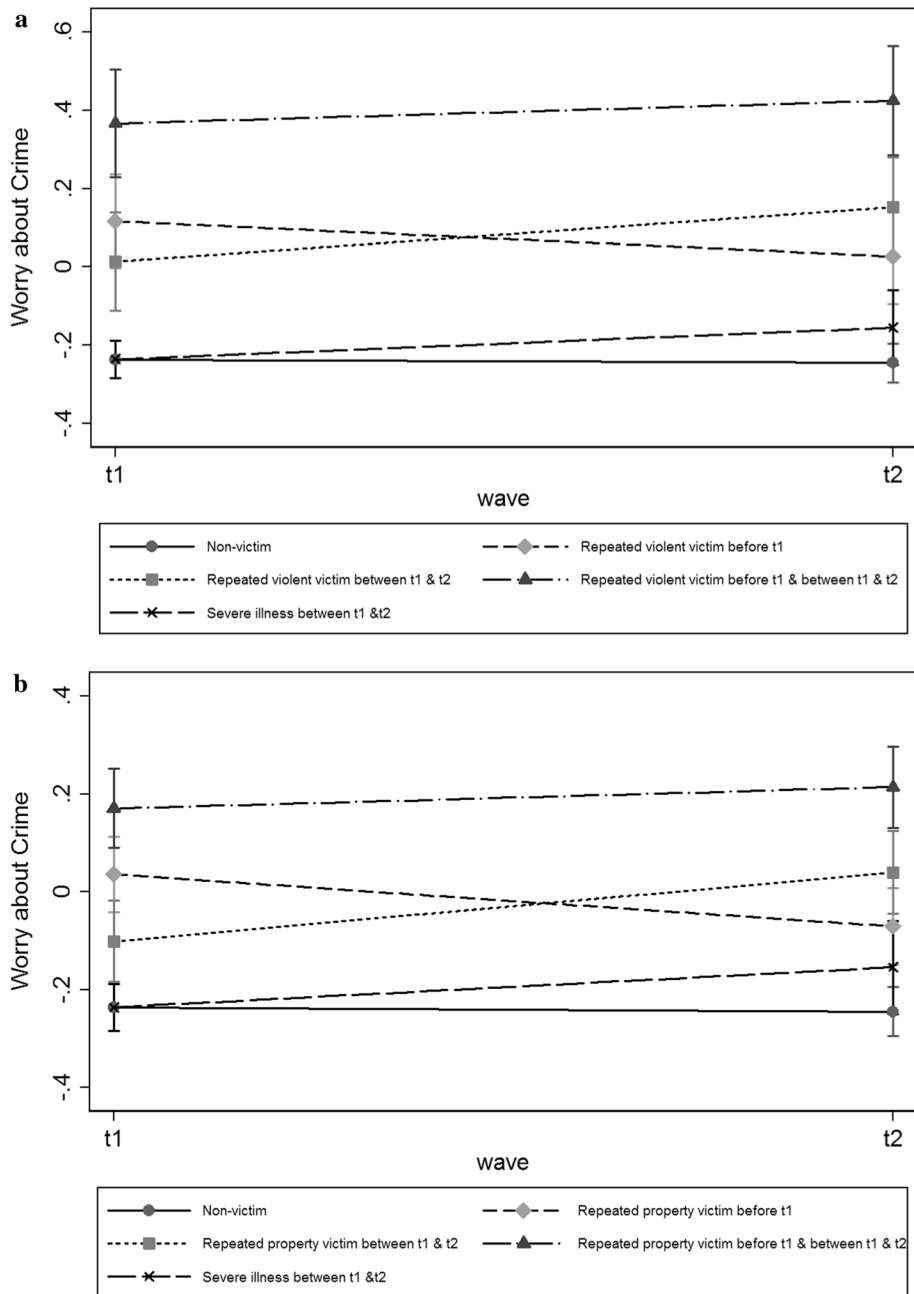 a
.6
.4
.2
0
-.2
-.4
Worry about Crime
t1
t2
wave
Non-victim
Repeated violent victim before t1
Repeated violent victim between t1 & t2
Repeated violent victim before t1 & between t1 & t2
Severe illness between t1 &t2
b
.4
.2
0
-.2
-.4
Worry about Crime
t1
t2
wave
Non-victim
Repeated property victim before t1
Repeated property victim between t1 & t2
Repeated property victim before t1 & between t1 & t2
Severe illness between t1 &t2